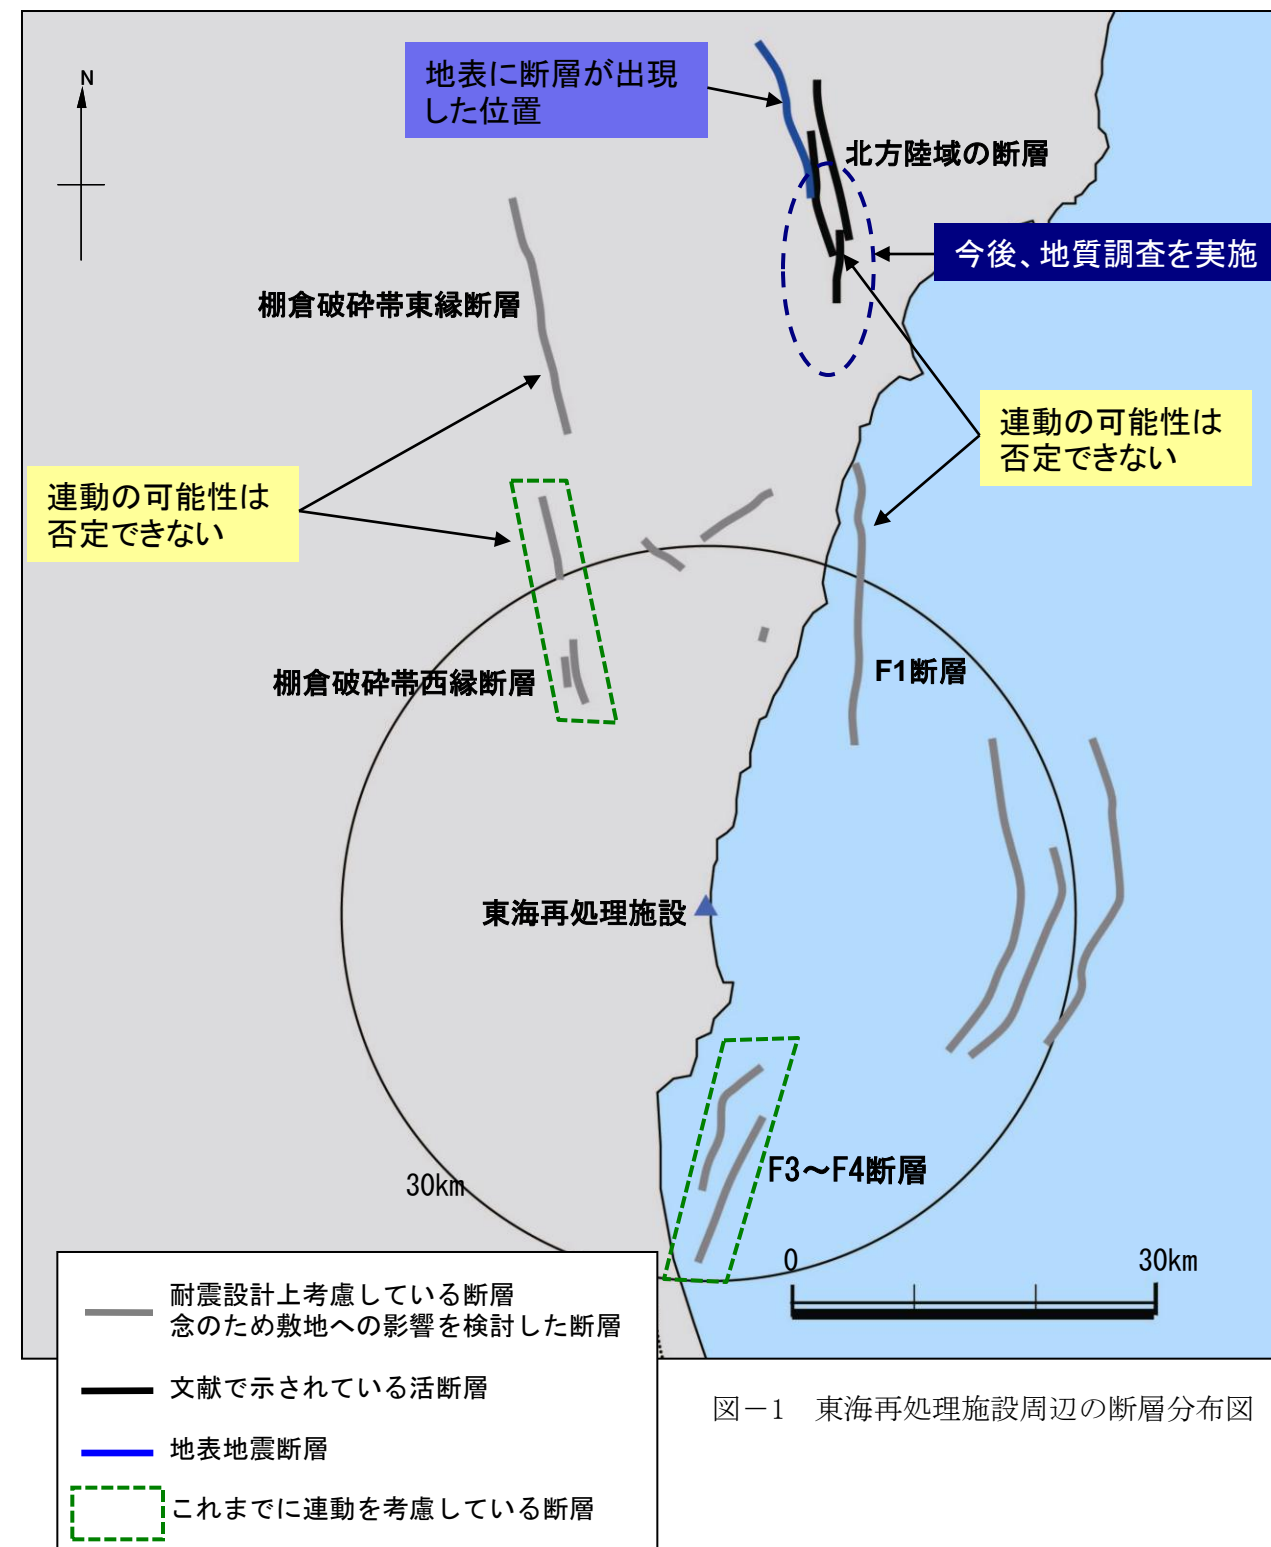 N
地表に断層が出現
した位置
北方陸域の断層
今後、地質調査を実施
棚倉破砕帯東縁断層
連動の可能性は
否定できない
連動の可能性は
否定できない
棚倉破砕帯西縁断層
F1断層
東海再処理施設
F3～F4断層
30km
0
30km
耐震設計上考慮している断層
念のため敷地への影響を検討した断層
文献で示されている活断層
地表地震断層
これまでに連動を考慮している断層
図－1　東海再処理施設周辺の断層分布図